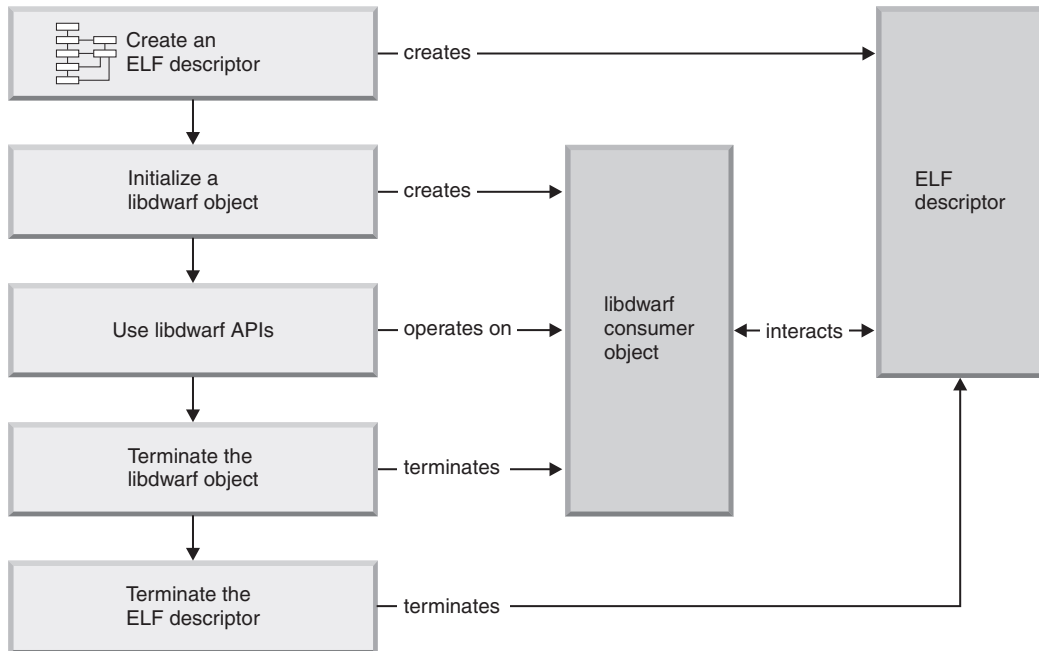 Create an
ELF descriptor
creates
ELF
descriptor
Initialize a
libdwarf object
creates
libdwarf
consumer
object
Use libdwarf APIs
operates on
interacts
Terminate the
libdwarf object
terminates
Terminate the
ELF descriptor
terminates